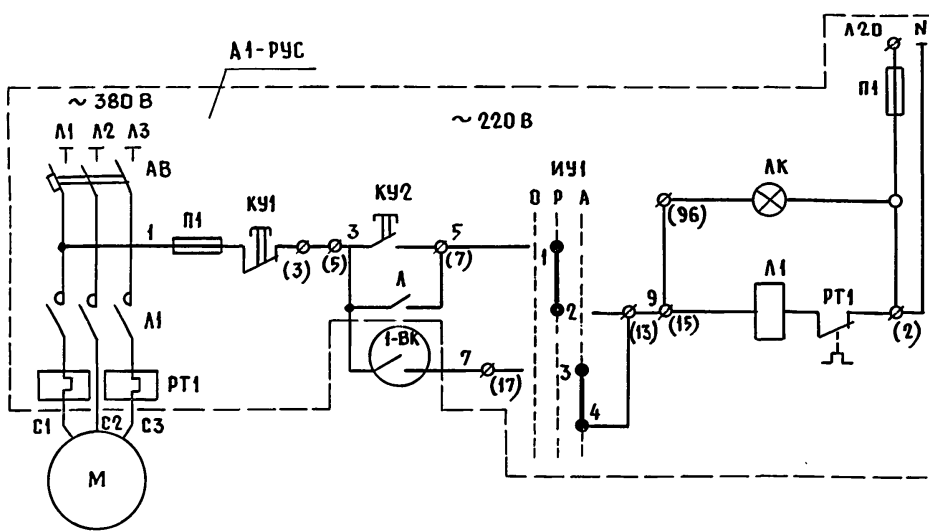 А1-РУС
Л20
N
~ 380 В
П1
~ 220 В
Л1 Л2 Л3
АВ
ИУ1
ЛК
КУ2
О Р А
КУ1
П1
(96)
1
3
5
(3)
(5)
(7)
1
Л
2
9
Л1
РТ1
Л1
(13)
(15)
(2)
1-ВК
7
3
РТ1
(17)
4
С1 С2 С3
М